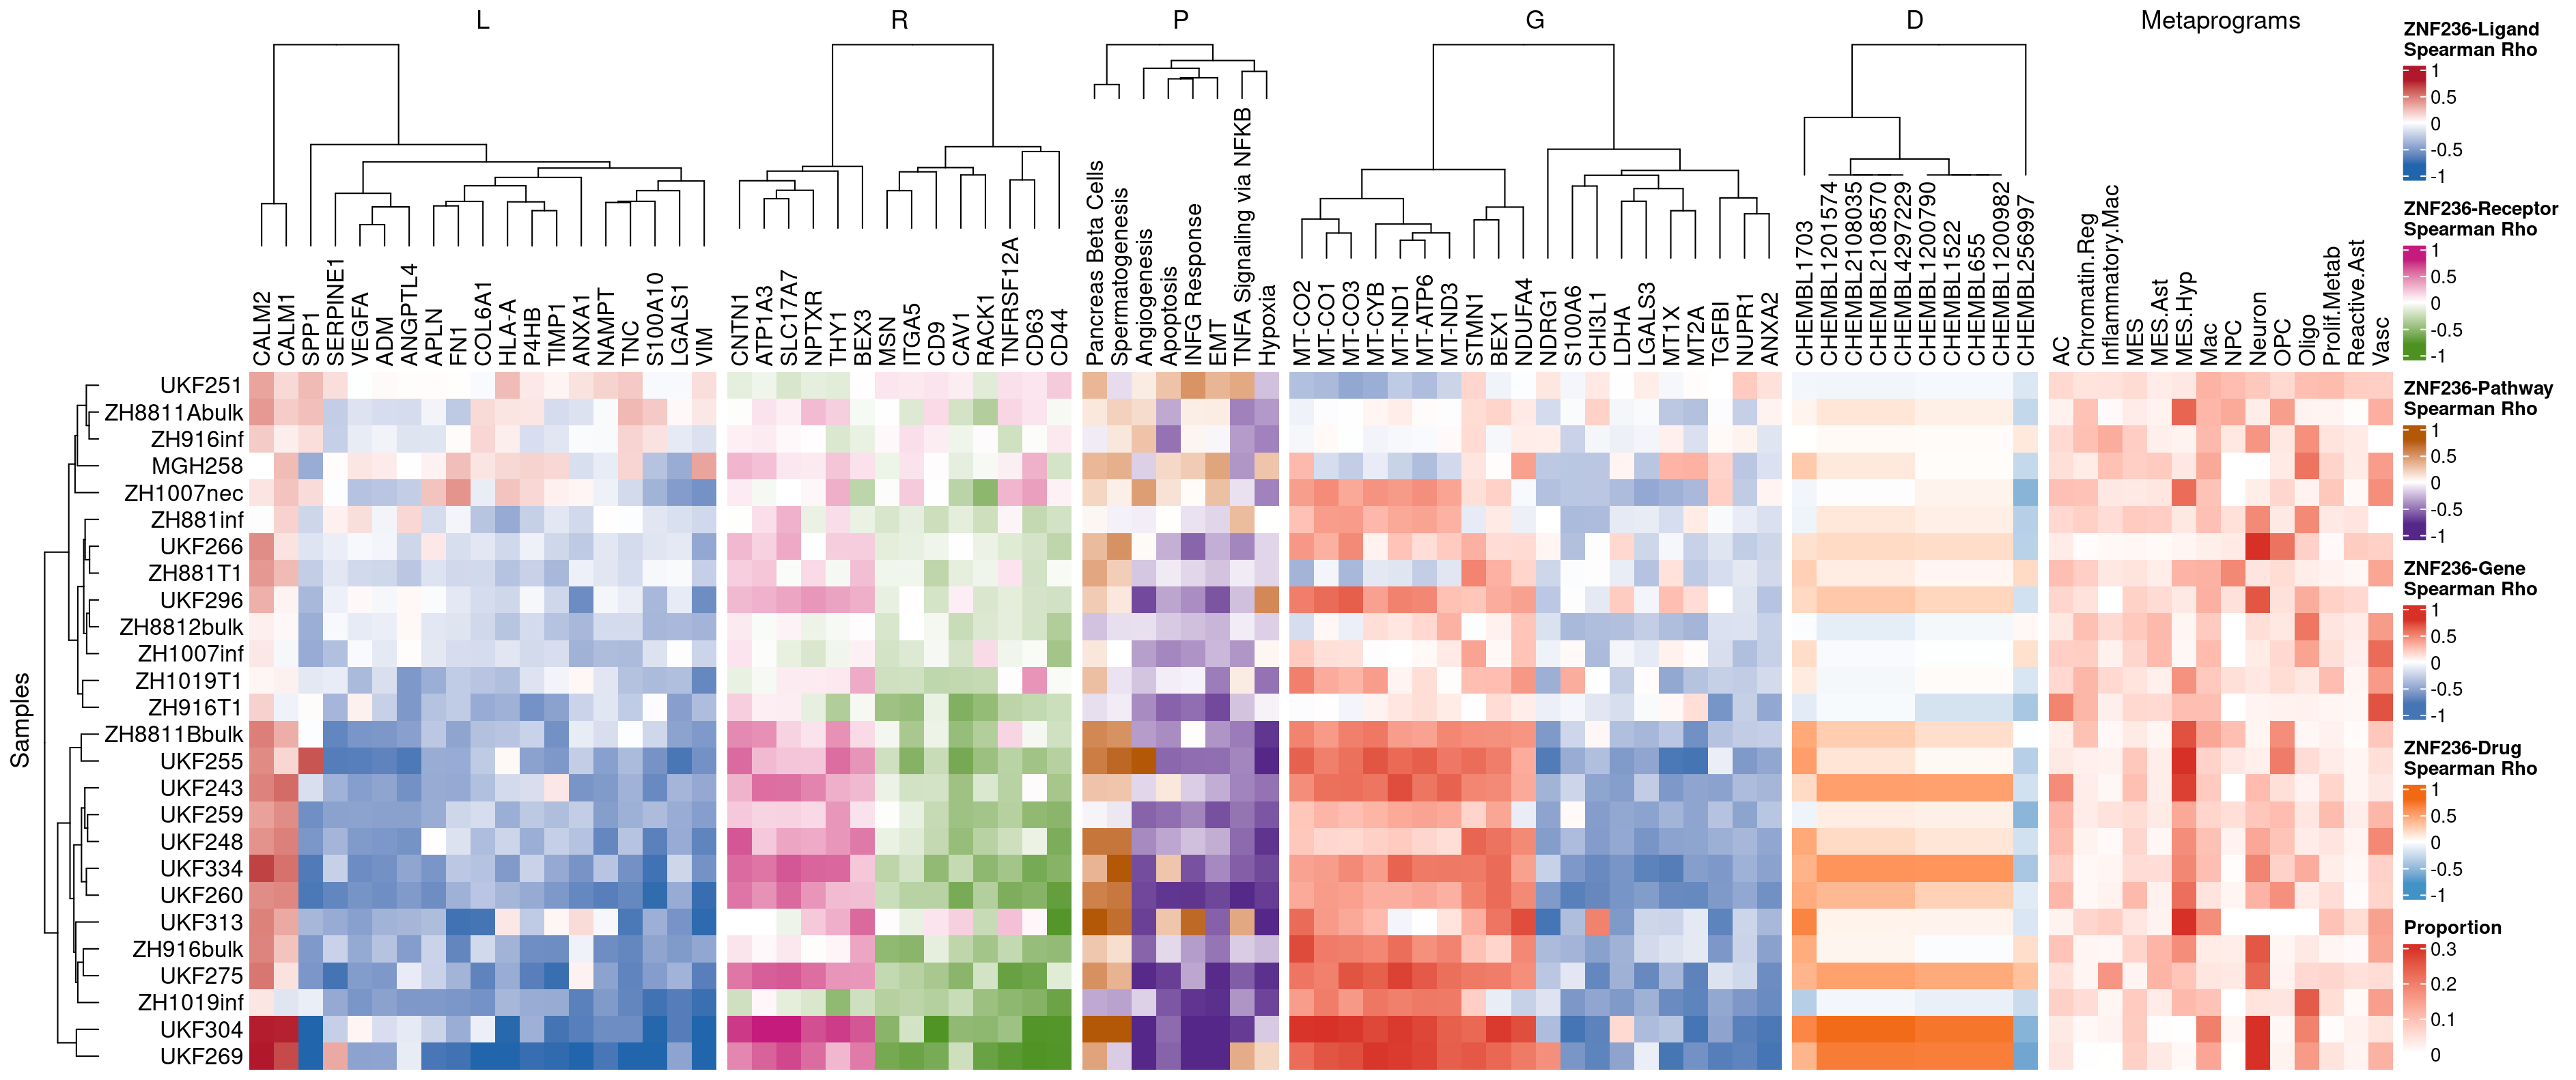 L
R
P
G
D
Metaprograms
CALM2
CALM1
SPP1
SERPINE1
VEGFA
ADM
ANGPTL4
APLN
FN1
COL6A1
HLA-A
P4HB
TIMP1
ANXA1
NAMPT
TNC
S100A10
LGALS1
VIM
CNTN1
ATP1A3
SLC17A7
NPTXR
THY1
BEX3
MSN
ITGA5
CD9
CAV1
RACK1
TNFRSF12A
CD63
CD44
Pancreas Beta Cells
Spermatogenesis
Angiogenesis
Apoptosis
INFG Response
EMT
TNFA Signaling via NFKB
Hypoxia
MT-CO2
MT-CO1
MT-CO3
MT-CYB
MT-ND1
MT-ATP6
MT-ND3
STMN1
BEX1
NDUFA4
NDRG1
S100A6
CHI3L1
LDHA
LGALS3
MT1X
MT2A
TGFBI
NUPR1
ANXA2
CHEMBL1703
CHEMBL1201574
CHEMBL2108035
CHEMBL2108570
CHEMBL4297229
CHEMBL1200790
CHEMBL1522
CHEMBL655
CHEMBL1200982
CHEMBL256997
AC
Chromatin.Reg
Inflammatory.Mac
MES
MES.Ast
MES.Hyp
Mac
NPC
Neuron
OPC
Oligo
Prolif.Metab
Reactive.Ast
Vasc
Samples
UKF251
ZH8811Abulk
ZH916inf
MGH258
ZH1007nec
ZH881inf
UKF266
ZH881T1
UKF296
ZH8812bulk
ZH1007inf
ZH1019T1
ZH916T1
ZH8811Bbulk
UKF255
UKF243
UKF259
UKF248
UKF334
UKF260
UKF313
ZH916bulk
UKF275
ZH1019inf
UKF304
UKF269
ZNF236-Ligand
Spearman Rho
1
0.5
0
-0.5
-1
ZNF236-Receptor
Spearman Rho
1
0.5
0
-0.5
-1
ZNF236-Pathway
Spearman Rho
1
0.5
0
-0.5
-1
ZNF236-Gene
Spearman Rho
1
0.5
0
-0.5
-1
ZNF236-Drug
Spearman Rho
1
0.5
0
-0.5
-1
Proportion
0.3
0.2
0.1
0